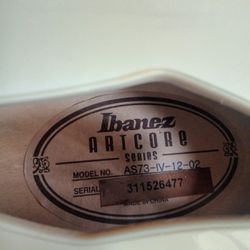 Ibanez
ARTCORE
SERIES
MODEL NO. AS73-IV-12-02
SERIAL 311526477
MADE IN CHINA